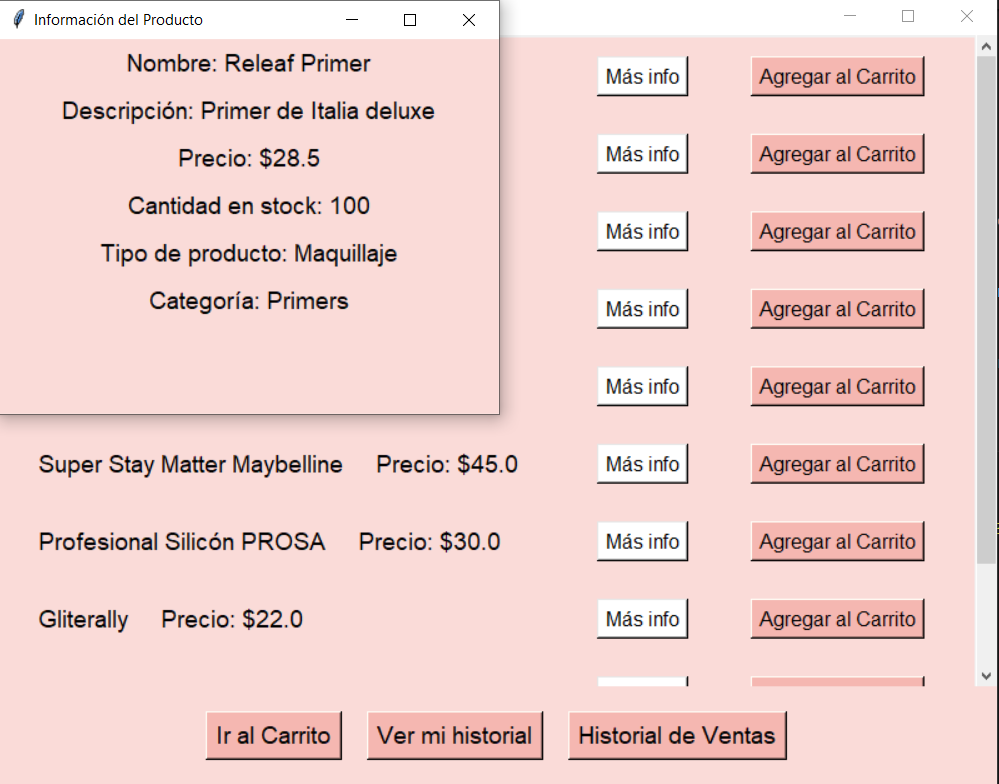 Información del Producto
Nombre: Releaf Primer
Descripción: Primer de Italia deluxe
Precio: $28.5
Cantidad en stock: 100
Tipo de producto: Maquillaje
Categoría: Primers
Más info Agregar al Carrito
Más info Agregar al Carrito
Más info Agregar al Carrito
Más info Agregar al Carrito
Más info Agregar al Carrito
Super Stay Matter Maybelline Precio: $45.0 Más info Agregar al Carrito
Profesional Silicón PROSA Precio: $30.0 Más info Agregar al Carrito
Gliterally Precio: $22.0 Más info Agregar al Carrito
Ir al Carrito Ver mi historial Historial de Ventas